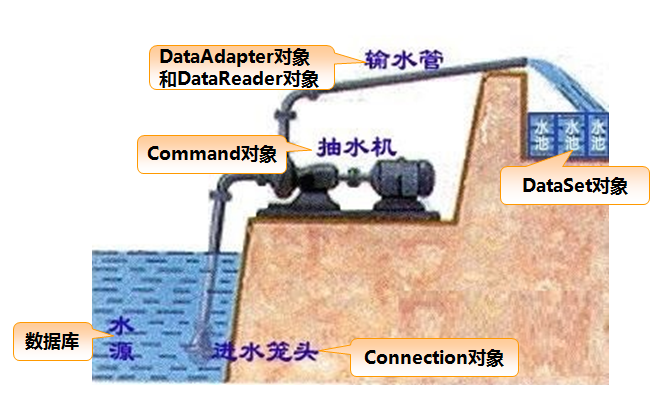 DataAdapter对象
和DataReader对象
输水管
水池
水池
水池
Command对象
抽水机
DataSet对象
数据库
水源
进水笼头
Connection对象